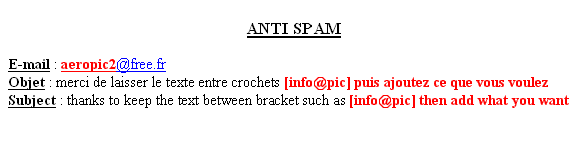 ANTI SPAM
E-mail : aeropic2@free.fr
Objet : merci de laisser le texte entre crochets [info@pic] puis ajoutez ce que vous voulez
Subject : thanks to keep the text between bracket such as [info@pic] then add what you want